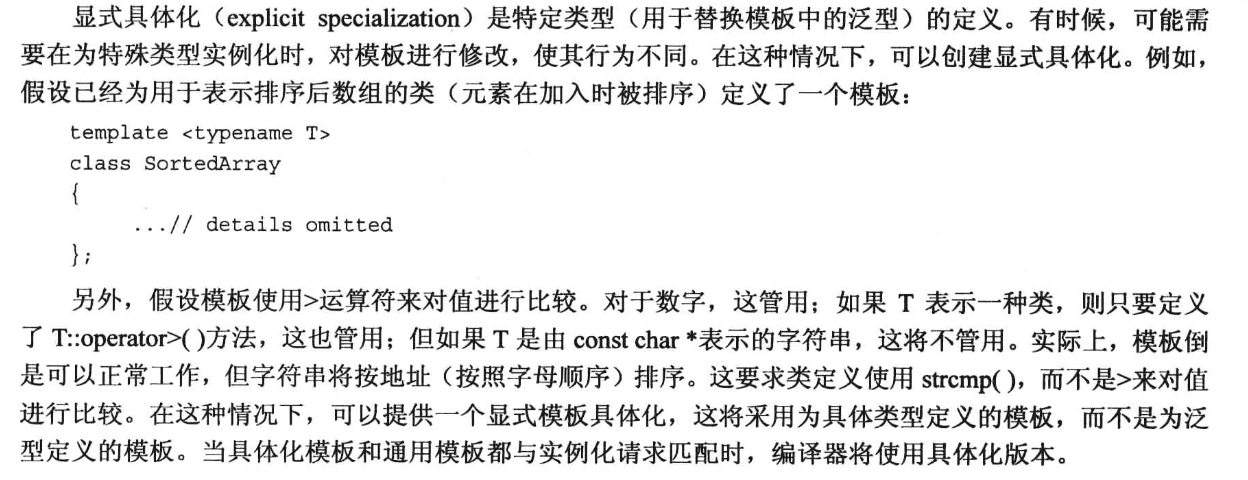 显式具体化（explicit specialization）是特定类型（用于替换模板中的泛型）的定义。有时候，可能需
要在为特殊类型实例化时，对模板进行修改，使其行为不同。在这种情况下，可以创建显式具体化。例如，
假设已经为用于表示排序后数组的类（元素在加入时被排序）定义了一个模板：
template <typename T>
class SortedArray
{
...// details omitted
};
另外，假设模板使用>运算符来对值进行比较。对于数字，这管用；如果 T 表示一种类，则只要定义
了 T::operator>( )方法，这也管用；但如果 T 是由 const char *表示的字符串，这将不管用。实际上，模板倒
是可以正常工作，但字符串将按地址（按照字母顺序）排序。这要求类定义使用 strcmp( )，而不是>来对值
进行比较。在这种情况下，可以提供一个显式模板具体化，这将采用为具体类型定义的模板，而不是为泛
型定义的模板。当具体化模板和通用模板都与实例化请求匹配时，编译器将使用具体化版本。